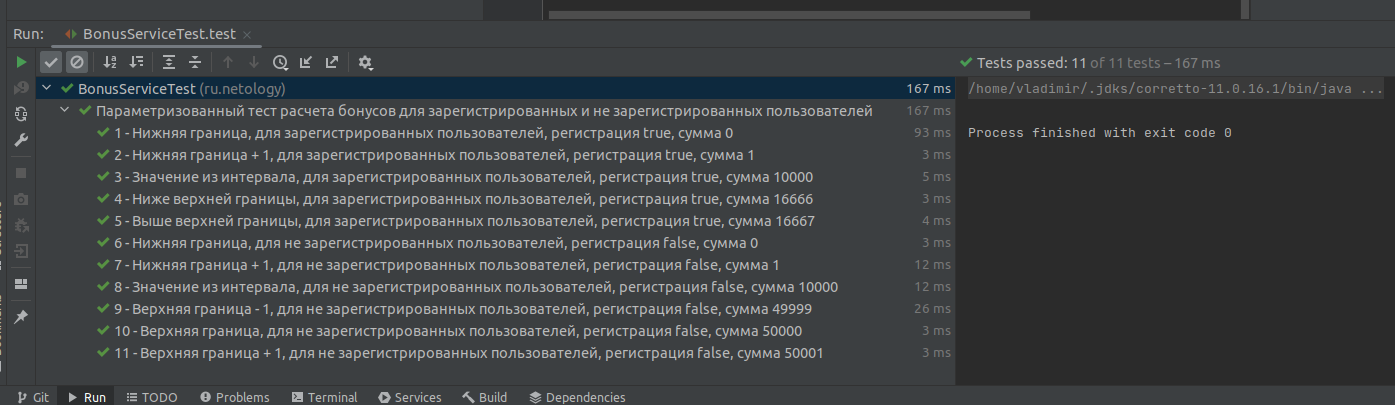 Run: BonusServiceTest.test ×
Tests passed: 11 of 11 tests – 167 ms
BonusServiceTest (ru.netology) 167 ms
Параметризованный тест расчета бонусов для зарегистрированных и не зарегистрированных пользователей 167 ms
1 - Нижняя граница, для зарегистрированных пользователей, регистрация true, сумма 0 93 ms
2 - Нижняя граница + 1, для зарегистрированных пользователей, регистрация true, сумма 1 3 ms
3 - Значение из интервала, для зарегистрированных пользователей, регистрация true, сумма 10000 5 ms
4 - Ниже верхней границы, для зарегистрированных пользователей, регистрация true, сумма 16666 3 ms
5 - Выше верхней границы, для зарегистрированных пользователей, регистрация true, сумма 16667 4 ms
6 - Нижняя граница, для не зарегистрированных пользователей, регистрация false, сумма 0 3 ms
7 - Нижняя граница + 1, для не зарегистрированных пользователей, регистрация false, сумма 1 12 ms
8 - Значение из интервала, для не зарегистрированных пользователей, регистрация false, сумма 10000 12 ms
9 - Верхняя граница - 1, для не зарегистрированных пользователей, регистрация false, сумма 49999 26 ms
10 - Верхняя граница, для не зарегистрированных пользователей, регистрация false, сумма 50000 3 ms
11 - Верхняя граница + 1, для не зарегистрированных пользователей, регистрация false, сумма 50001 3 ms
/home/vladimir/.jdks/corretto-11.0.16.1/bin/java ...
Process finished with exit code 0
Git Run TODO Problems Terminal Services Build Dependencies